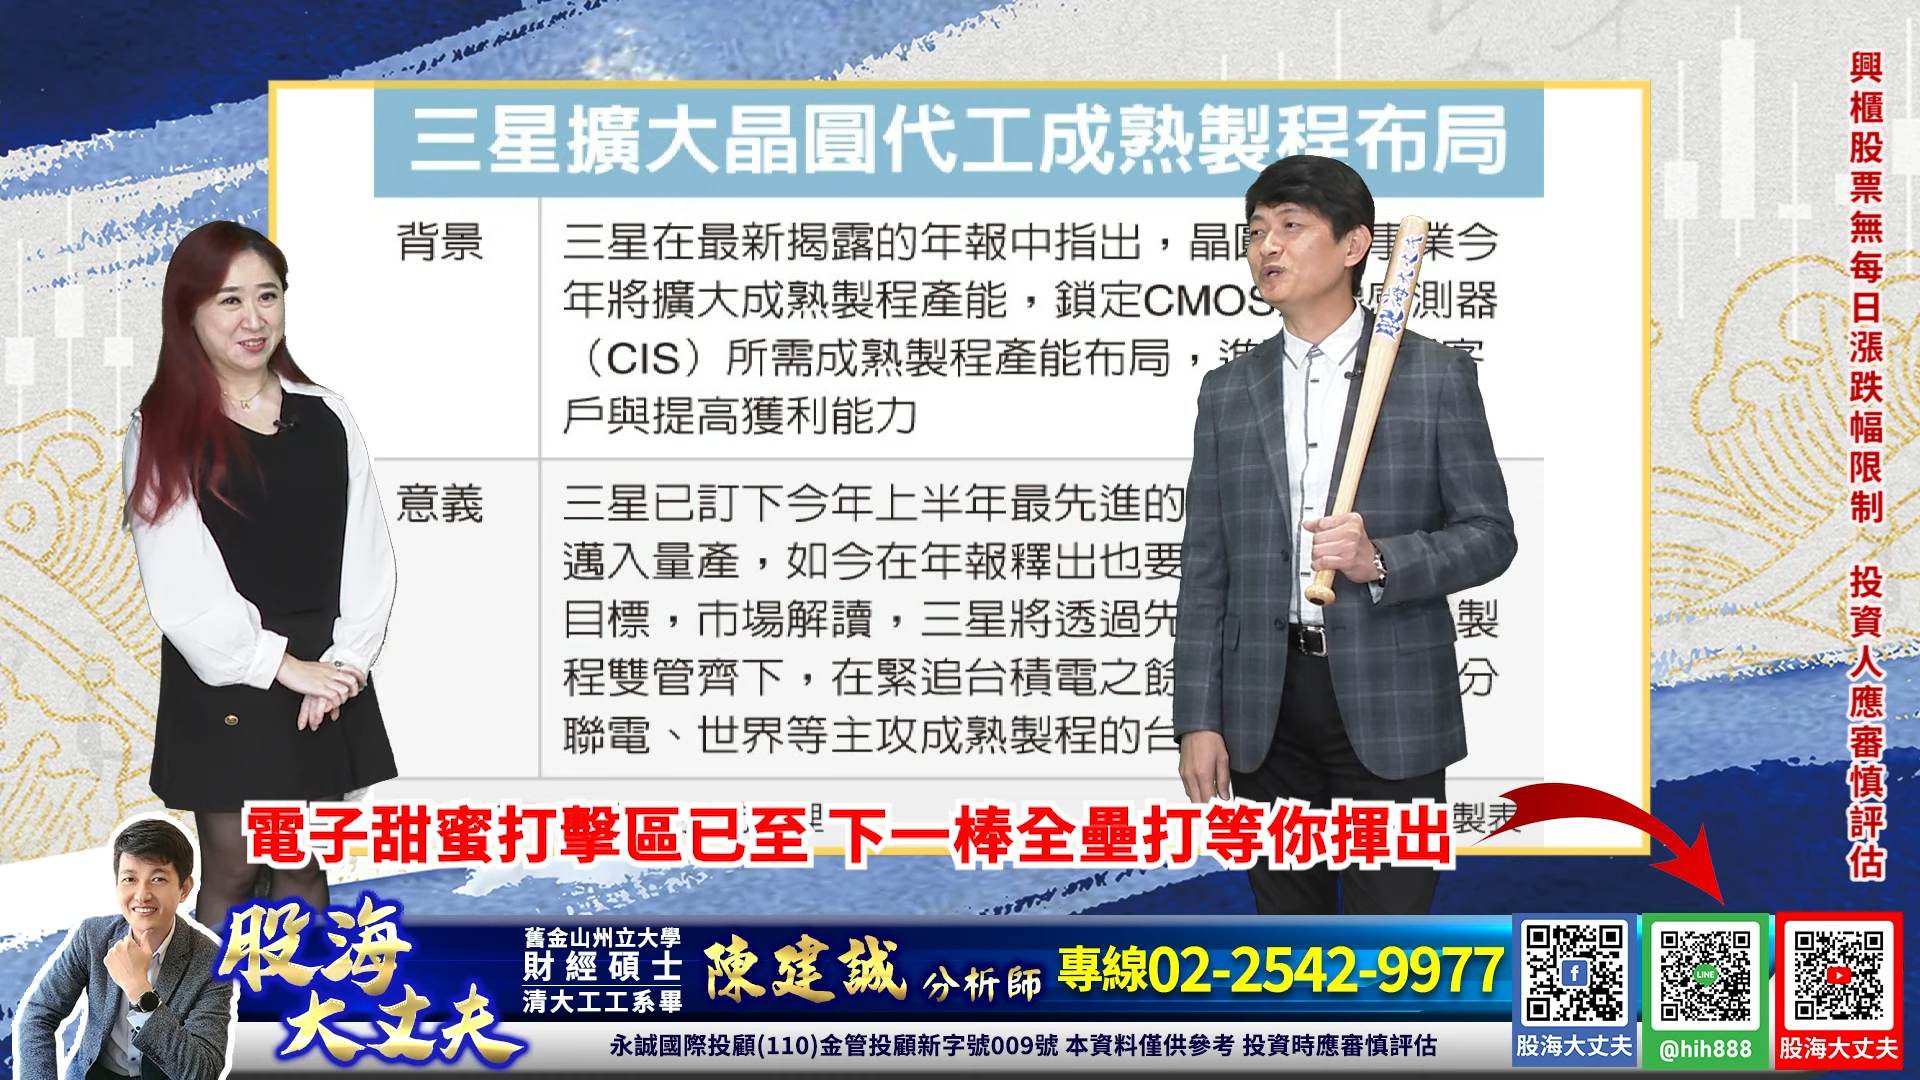 三星擴大晶圓代工成熟製程布局
背景
三星在最新揭露的年報中指出，晶圓 事業今
年將擴大成熟製程產能，鎖定CMOS 測器
（CIS）所需成熟製程產能布局，進 客
戶與提高獲利能力
意義
三星已訂下今年上半年最先進的
邁入量產，如今在年報釋出也要
目標，市場解讀，三星將透過先 製
程雙管齊下，在緊追台積電之餘 分
聯電、世界等主攻成熟製程的台
理 製表
股海大丈夫
興櫃股票無每日漲跌幅限制 投資人應審慎評估
電子甜蜜打擊區已至 下一棒全壘打等你揮出
股海
大丈夫
舊金山州立大學
財經碩士
清大工工系畢
陳建誠 分析師
專線02-2542-9977
永誠國際投顧(110)金管投顧新字號009號 本資料僅供參考 投資時應審慎評估
股海大丈夫
LINE
@hih888
股海大丈夫